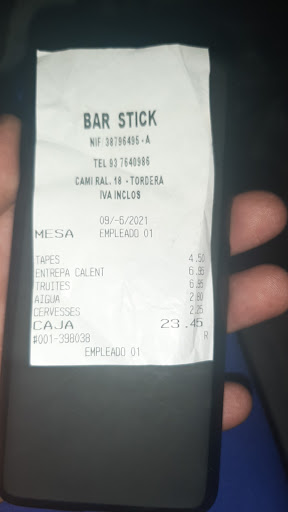 BAR STICK
NIF 38796495-A
TEL 93 7640986
CAMI RAL. 18 - TORDERA
IVA INCLOS
09/-6/2021
MESA EMPLEADO 01
TAPES 4.50
ENTREPA CALENT 6.95
TRUITES 6.95
AIGUA 2.80
CERVESSES 2.25
CAJA 23.45
#001-398038 R
EMPLEADO 01